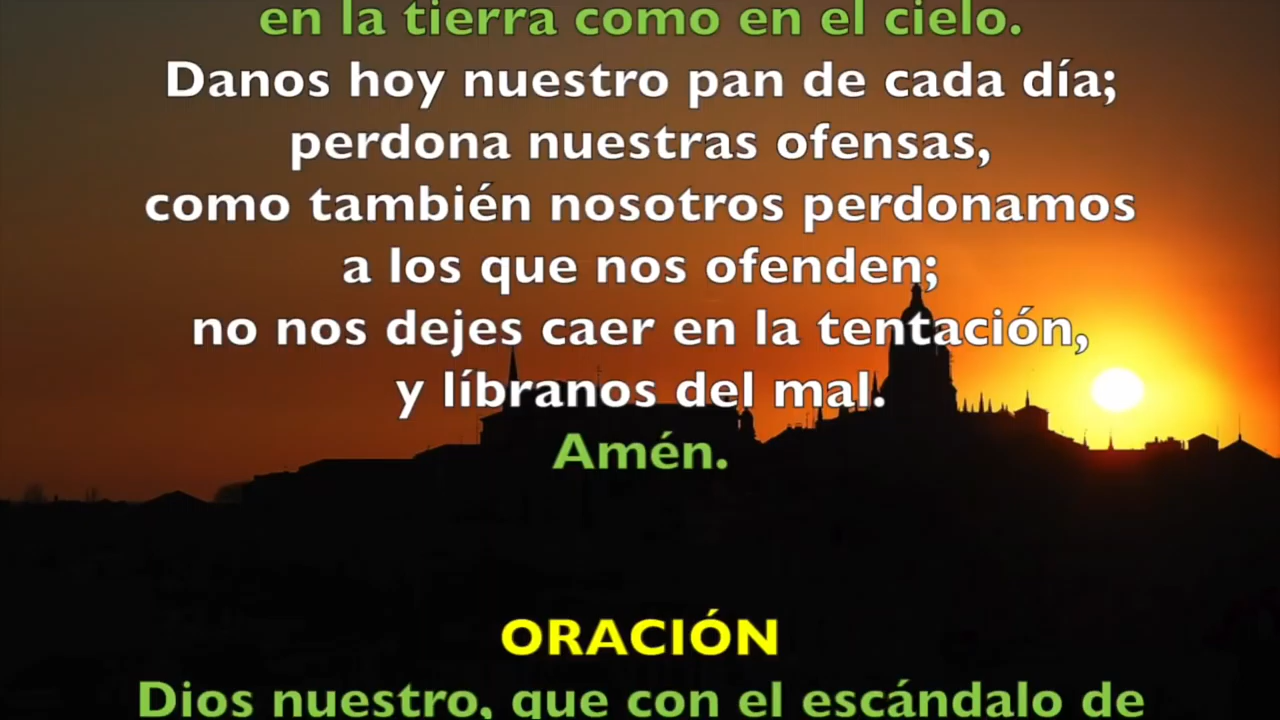 en la tierra como en el cielo.
Danos hoy nuestro pan de cada día;
perdona nuestras ofensas,
como también nosotros perdonamos
a los que nos ofenden;
no nos dejes caer en la tentación,
y líbranos del mal.
Amén.
ORACIÓN
Dios nuestro, que con el escándalo de